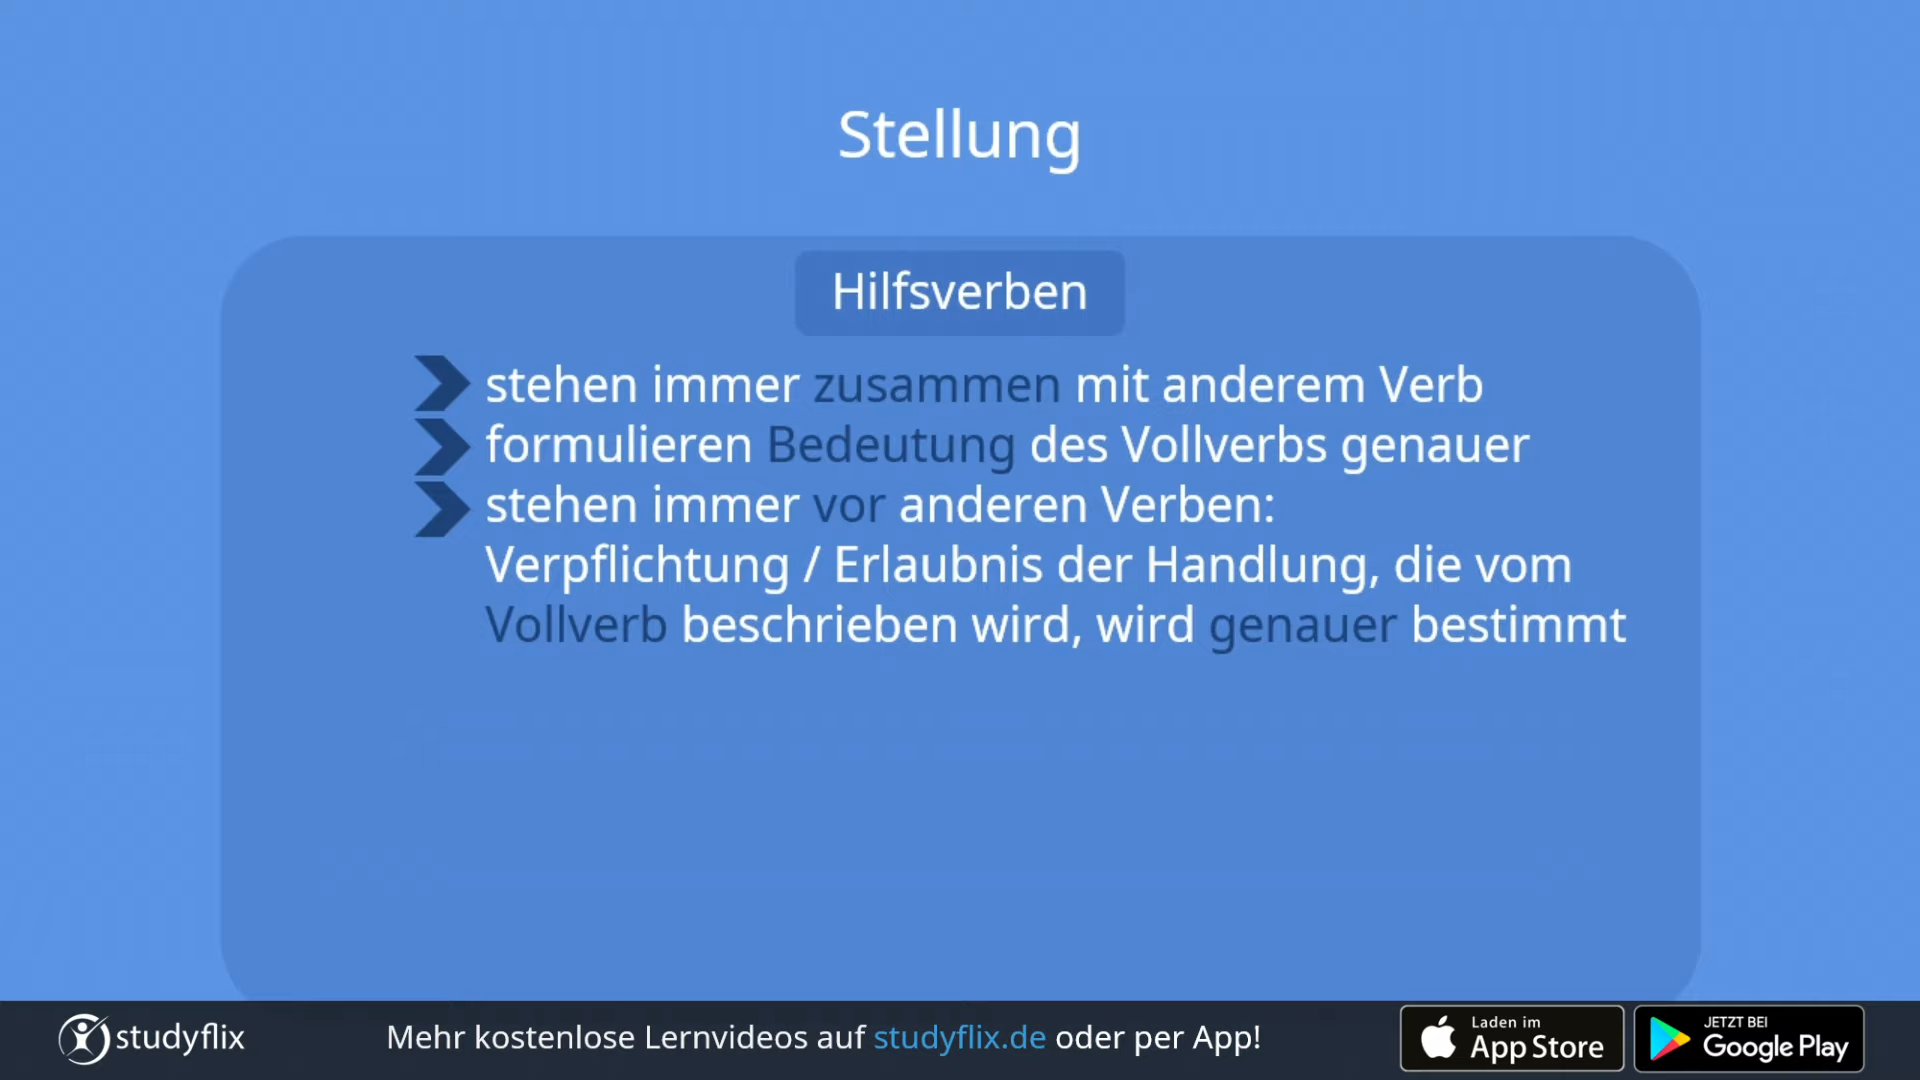 Stellung
Hilfsverben
stehen immer zusammen mit anderem Verb
formulieren Bedeutung des Vollverbs genauer
stehen immer vor anderen Verben:
Verpflichtung / Erlaubnis der Handlung, die vom
Vollverb beschrieben wird, wird genauer bestimmt
studyflix
Mehr kostenlose Lernvideos auf studyflix.de oder per App!
Laden im
App Store
JETZT BEI
Google Play